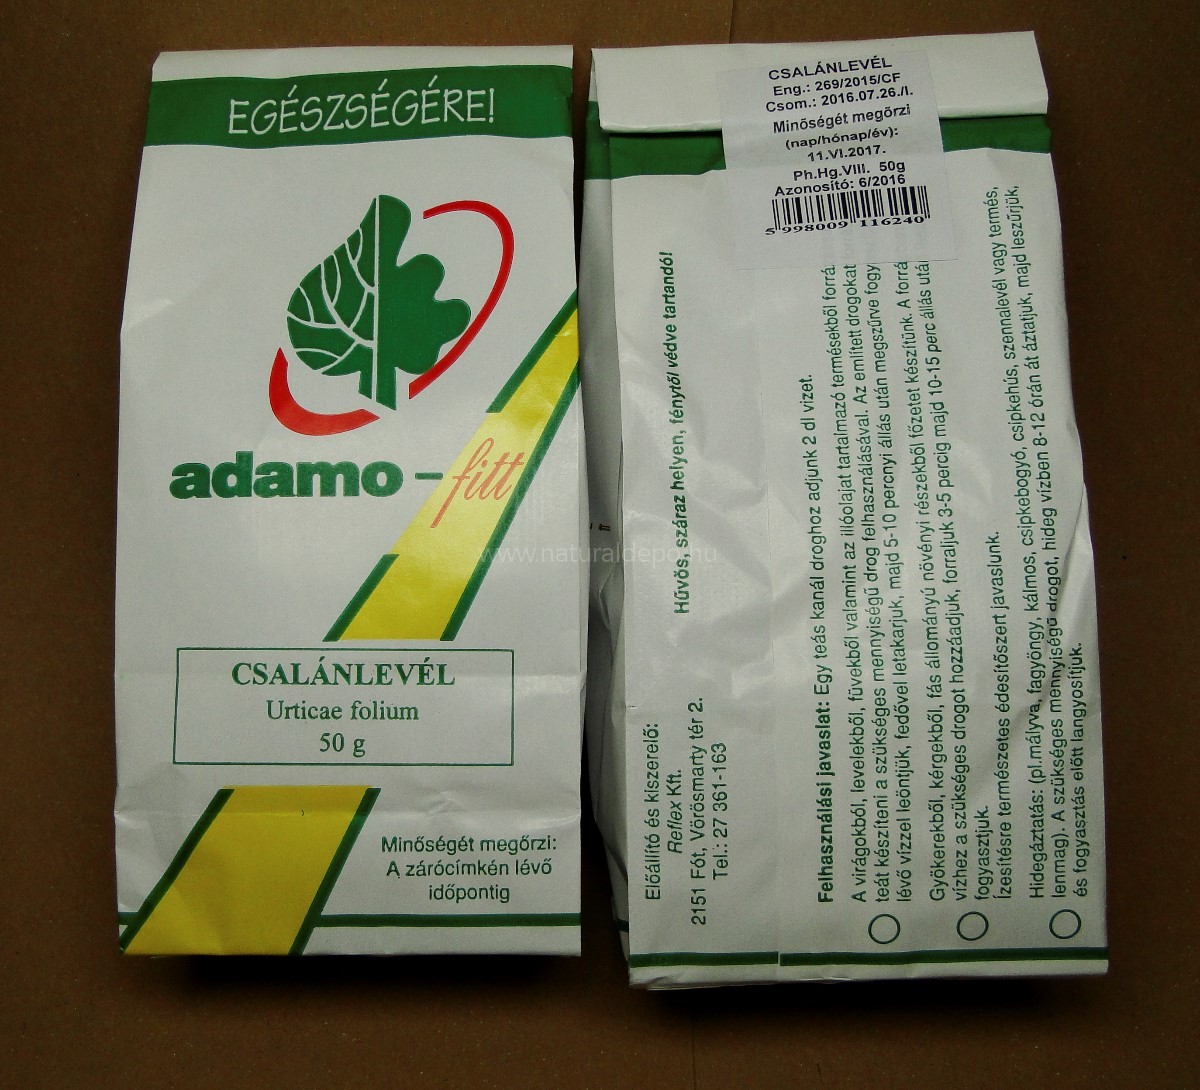 EGÉSZSÉGÉRE!
adamo - fitt
CSALÁNLEVÉL
Urticae folium
50 g
Minőségét megőrzi:
A zárócímkén lévő
időpontig
www.naturaldepo.hu
CSALÁNLEVÉL
Eng.: 269/2015/CF
Csom.: 2016.07.26./I.
Minőségét megőrzi
(nap/hónap/év):
11.VI.2017.
Ph.Hg.VIII. 50g
Azonosító: 6/2016
5 998009 116240
Előállító és kiszerelő:
Reflex Kft.
2151 Fót, Vörösmarty tér 2.
Tel.: 27 361-163
Hűvös, száraz helyen, fénytől védve tartandó!
Felhasználási javaslat: Egy teás kanál droghoz adjunk 2 dl vizet.
A virágokból, levelekből, füvekből valamint az illóolajat tartalmazó termésekből forrá
teát készíteni a szükséges mennyiségű drog felhasználásával. Az említett drogokat
lévő vízzel leöntjük, fedővel letakarjuk, majd 5-10 percnyi állás után megszűrve fogy
Gyökerekből, kérgekből, fás állományú növényi részekből főzetet készítünk. A forrá
vízhez a szükséges drogot hozzáadjuk, forraljuk 3-5 percig majd 10-15 perc állás utá
fogyasztjuk.
Ízesítésre természetes édesítőszert javaslunk.
Hidegáztatás: (pl.mályva, fagyöngy, kálmos, csipkebogyó, csipkehús, szennalevél vagy termés,
lenmag). A szükséges mennyiségű drogot, hideg vízben 8-12 órán át áztatjuk, majd leszűrjük,
és fogyasztás előtt langyosítjuk.